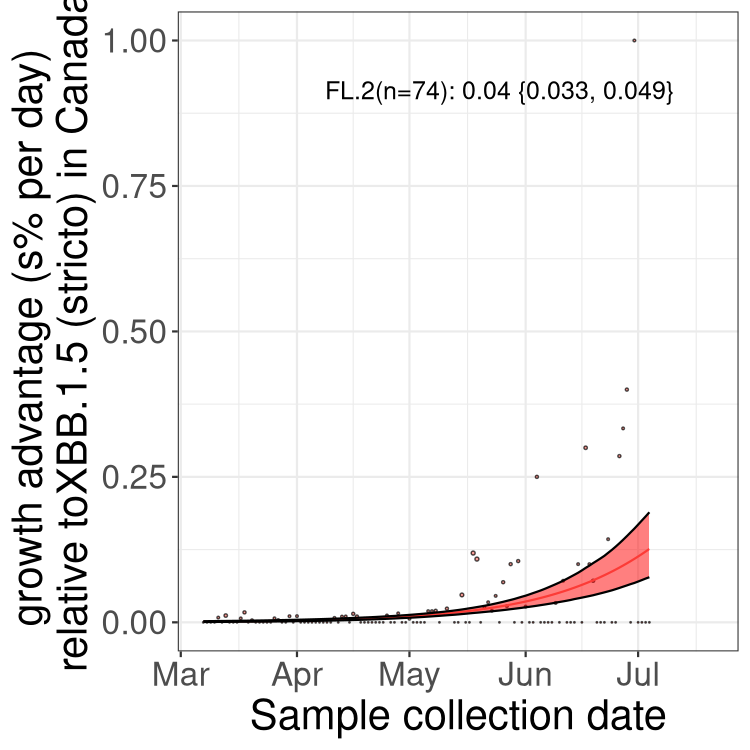 growth advantage (s% per day)
relative toXBB.1.5 (stricto) in Canada
1.00
0.75
0.50
0.25
0.00
FL.2(n=74): 0.04 {0.033, 0.049}
Mar Apr May Jun Jul
Sample collection date